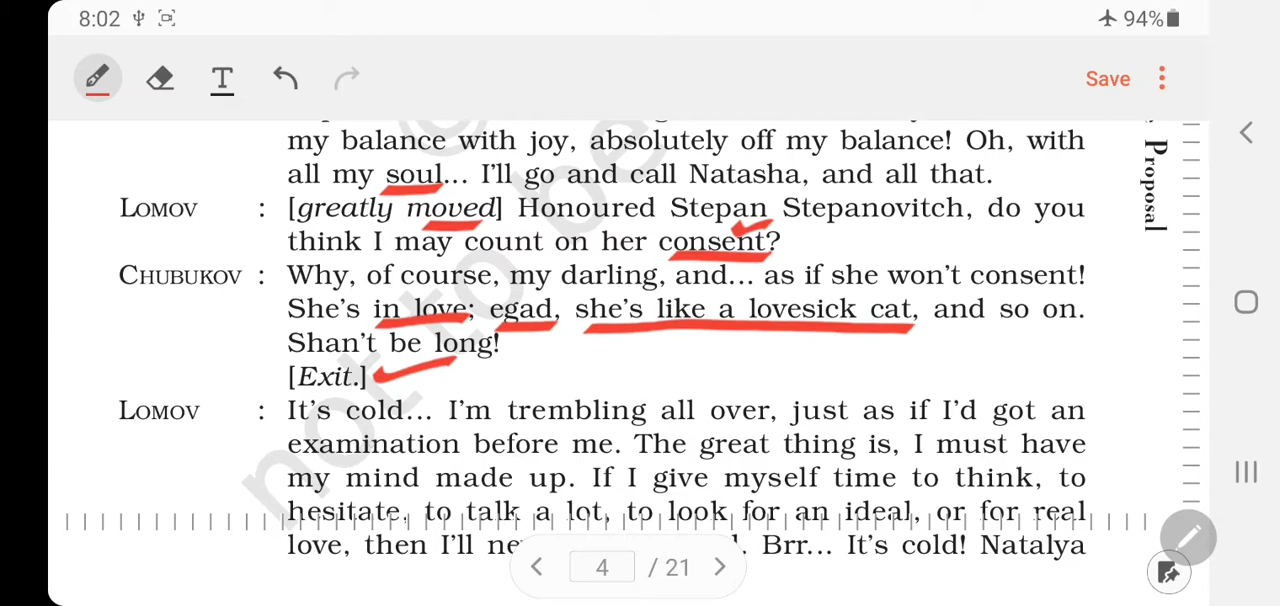 8:02 94%
T Save
my balance with joy, absolutely off my balance! Oh, with
all my soul... I'll go and call Natasha, and all that.
LOMOV : [greatly moved] Honoured Stepan Stepanovitch, do you
think I may count on her consent?
CHUBUKOV : Why, of course, my darling, and... as if she won't consent!
She's in love; egad, she's like a lovesick cat, and so on.
Shan't be long!
[Exit.]
LOMOV : It's cold... I'm trembling all over, just as if I'd got an
examination before me. The great thing is, I must have
my mind made up. If I give myself time to think, to
hesitate, to talk a lot, to look for an ideal, or for real
love, then I'll Brr... It's cold! Natalya
4 / 21
PROPOSAL
not to be